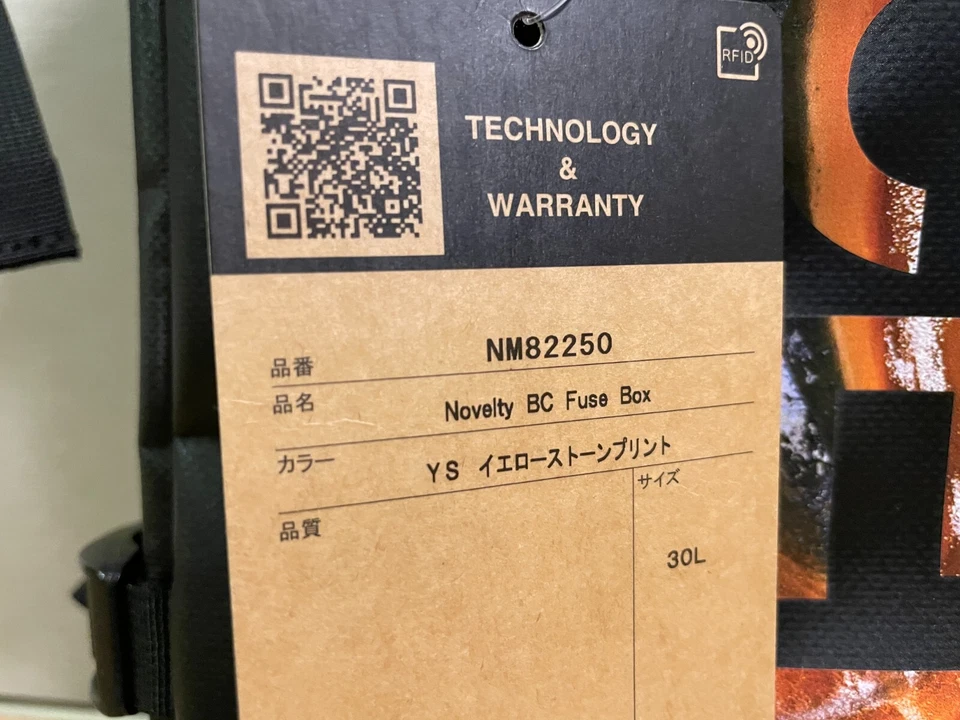 RFID
TECHNOLOGY
&
WARRANTY
品番 NM82250
品名 Novelty BC Fuse Box
カラー YS イエローストーンプリント
品質
サイズ
30L